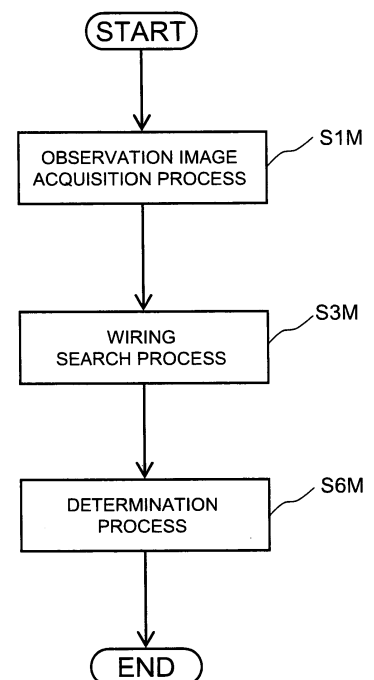 START
OBSERVATION IMAGE
ACQUISITION PROCESS
S1M
WIRING
SEARCH PROCESS
S3M
DETERMINATION
PROCESS
S6M
END